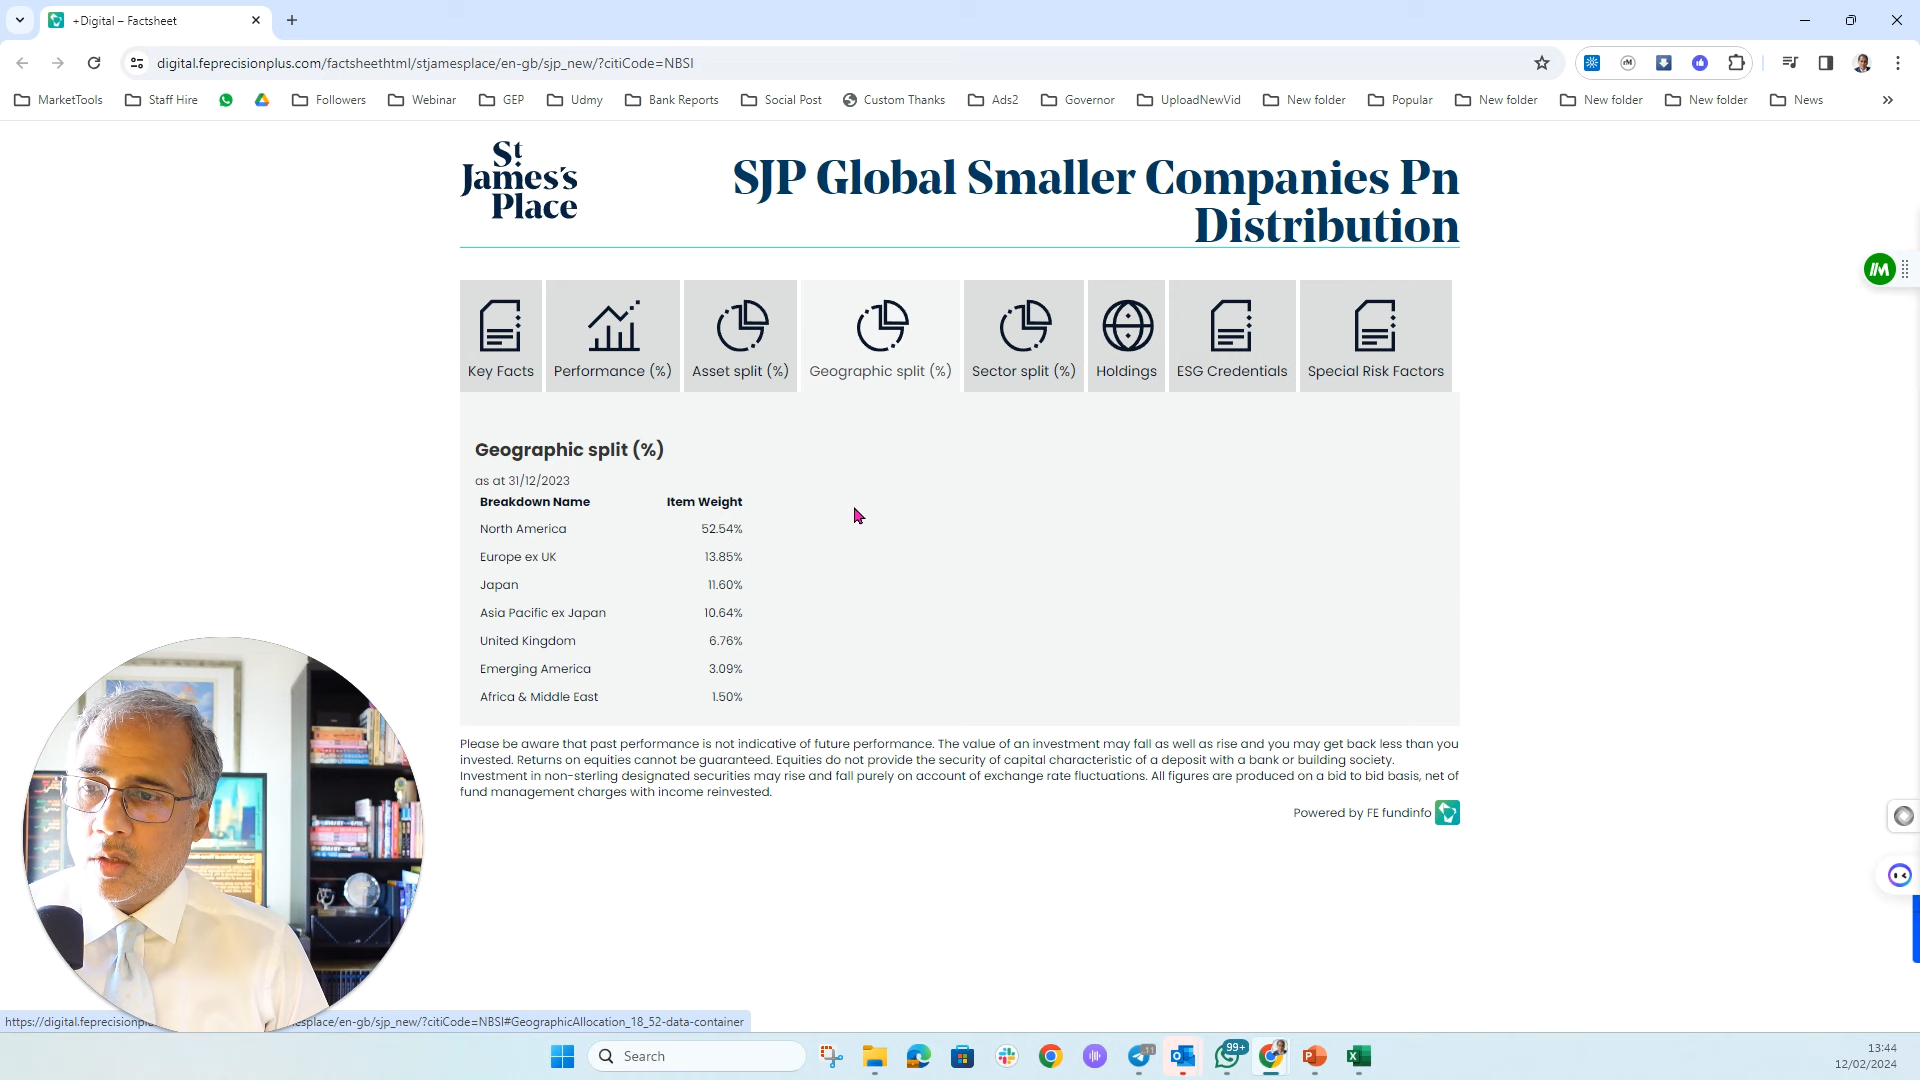 +Digital – Factsheet
digital.feprecisionplus.com/factsheethtml/stjamesplace/en-gb/sjp_new/?citiCode=NBSI
MarketTools Staff Hire Followers Webinar GEP Udmy Bank Reports Social Post Custom Thanks Ads2 Governor UploadNewVid New folder Popular New folder New folder New folder News
St.
James's
Place
SJP Global Smaller Companies Pn
Distribution
Key Facts Performance (%) Asset split (%) Geographic split (%) Sector split (%) Holdings ESG Credentials Special Risk Factors
Geographic split (%)
as at 31/12/2023
Breakdown Name Item Weight
North America 52.54%
Europe ex UK 13.85%
Japan 11.60%
Asia Pacific ex Japan 10.64%
United Kingdom 6.76%
Emerging America 3.09%
Africa & Middle East 1.50%
Please be aware that past performance is not indicative of future performance. The value of an investment may fall as well as rise and you may get back less than you
invested. Returns on equities cannot be guaranteed. Equities do not provide the security of capital characteristic of a deposit with a bank or building society.
Investment in non-sterling designated securities may rise and fall purely on account of exchange rate fluctuations. All figures are produced on a bid to bid basis, net of
fund management charges with income reinvested.
Powered by FE fundinfo
https://digital.feprecisionpl splace/en-gb/sjp_new/?citiCode=NBSI#GeographicAllocation_18_52-data-container
Search
99+
13:44
12/02/2024